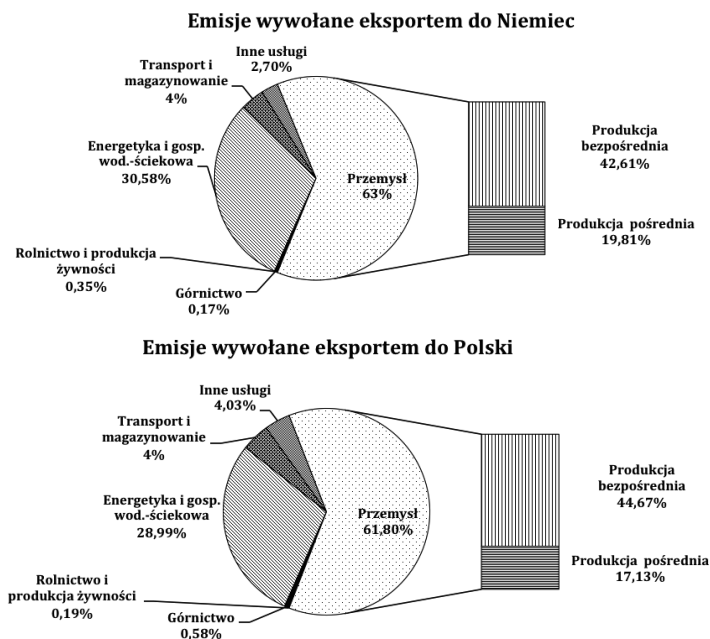 Emisje wywołane eksportem do Niemiec
Inne usługi
2,70%
Transport i
magazynowanie
4%
Energetyka i gosp.
wod.-ściekowa
30,58%
Przemysł
63%
Produkcja
bezpośrednia
42,61%
Produkcja pośrednia
19,81%
Rolnictwo i produkcja
żywności
0,35%
Górnictwo
0,17%
Emisje wywołane eksportem do Polski
Inne usługi
4,03%
Transport i
magazynowanie
4%
Energetyka i gosp.
wod.-ściekowa
28,99%
Przemysł
61,80%
Produkcja
bezpośrednia
44,67%
Produkcja pośrednia
17,13%
Rolnictwo i
produkcja żywności
0,19%
Górnictwo
0,58%